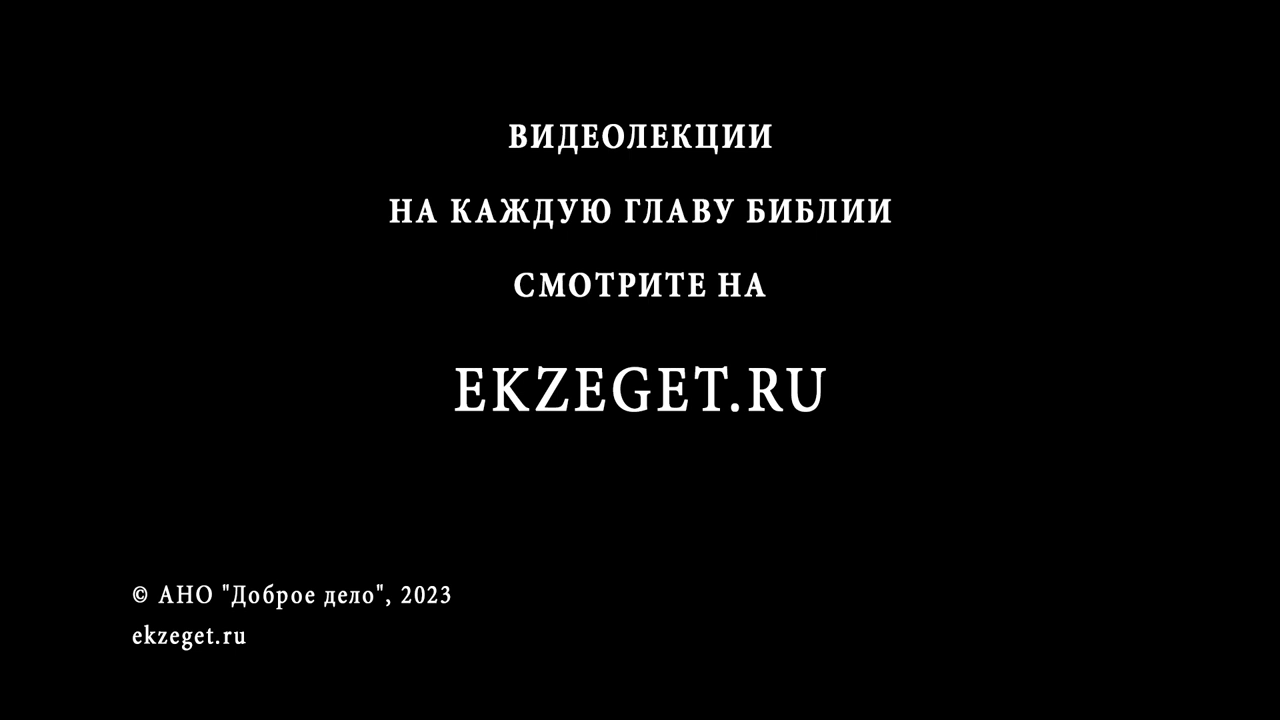 ВИДЕОЛЕКЦИИ
НА КАЖДУЮ ГЛАВУ БИБЛИИ
СМОТРИТЕ НА
EKZEGET.RU
© АНО "Доброе дело", 2023
ekzeget.ru